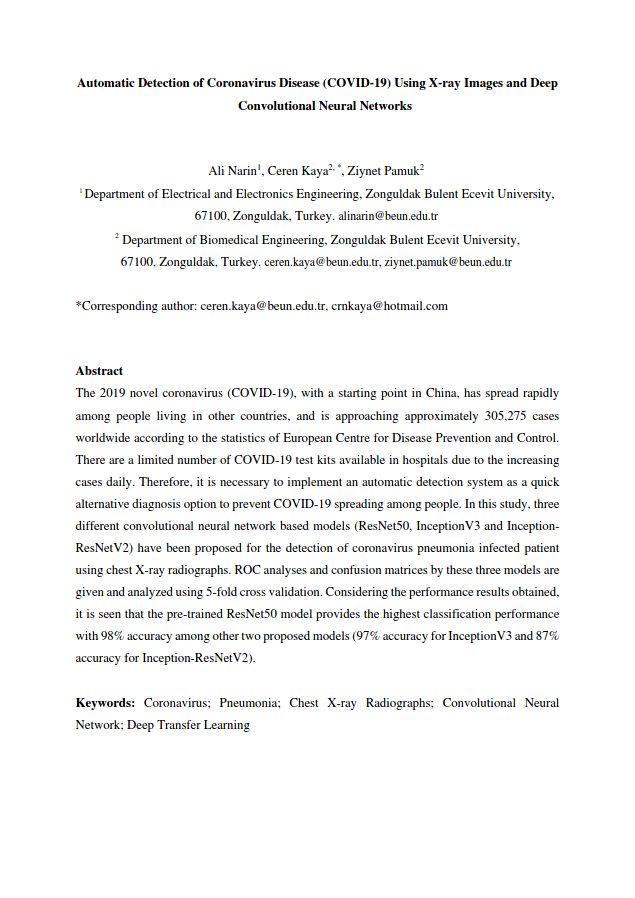 Automatic Detection of Coronavirus Disease (COVID-19) Using X-ray Images and Deep
Convolutional Neural Networks
Ali Narin1, Ceren Kaya2, *, Ziynet Pamuk2
1 Department of Electrical and Electronics Engineering, Zonguldak Bulent Ecevit University,
67100, Zonguldak, Turkey. alinarin@beun.edu.tr
2 Department of Biomedical Engineering, Zonguldak Bulent Ecevit University,
67100, Zonguldak, Turkey. ceren.kaya@beun.edu.tr, ziynet.pamuk@beun.edu.tr
*Corresponding author: ceren.kaya@beun.edu.tr, crnkaya@hotmail.com
Abstract
The 2019 novel coronavirus (COVID-19), with a starting point in China, has spread rapidly
among people living in other countries, and is approaching approximately 305,275 cases
worldwide according to the statistics of European Centre for Disease Prevention and Control.
There are a limited number of COVID-19 test kits available in hospitals due to the increasing
cases daily. Therefore, it is necessary to implement an automatic detection system as a quick
alternative diagnosis option to prevent COVID-19 spreading among people. In this study, three
different convolutional neural network based models (ResNet50, InceptionV3 and Inception-
ResNetV2) have been proposed for the detection of coronavirus pneumonia infected patient
using chest X-ray radiographs. ROC analyses and confusion matrices by these three models are
given and analyzed using 5-fold cross validation. Considering the performance results obtained,
it is seen that the pre-trained ResNet50 model provides the highest classification performance
with 98% accuracy among other two proposed models (97% accuracy for InceptionV3 and 87%
accuracy for Inception-ResNetV2).
Keywords: Coronavirus; Pneumonia; Chest X-ray Radiographs; Convolutional Neural
Network; Deep Transfer Learning